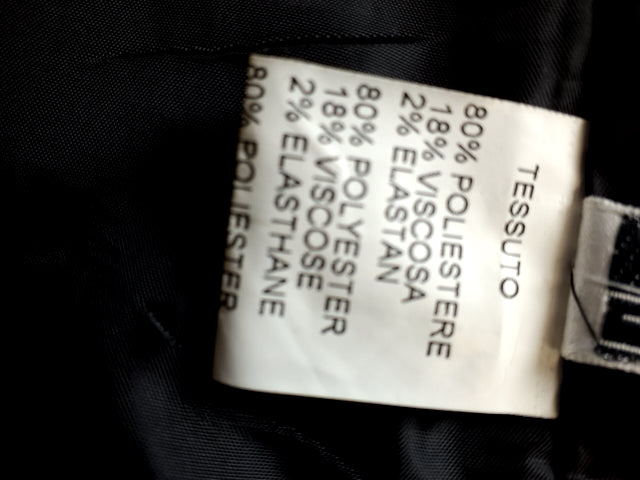 TESSUTO
80% POLIESTERE
18% VISCOSA
2% ELASTAN
80% POLYESTER
18% VISCOSE
2% ELASTHANE
80% POLIESTER